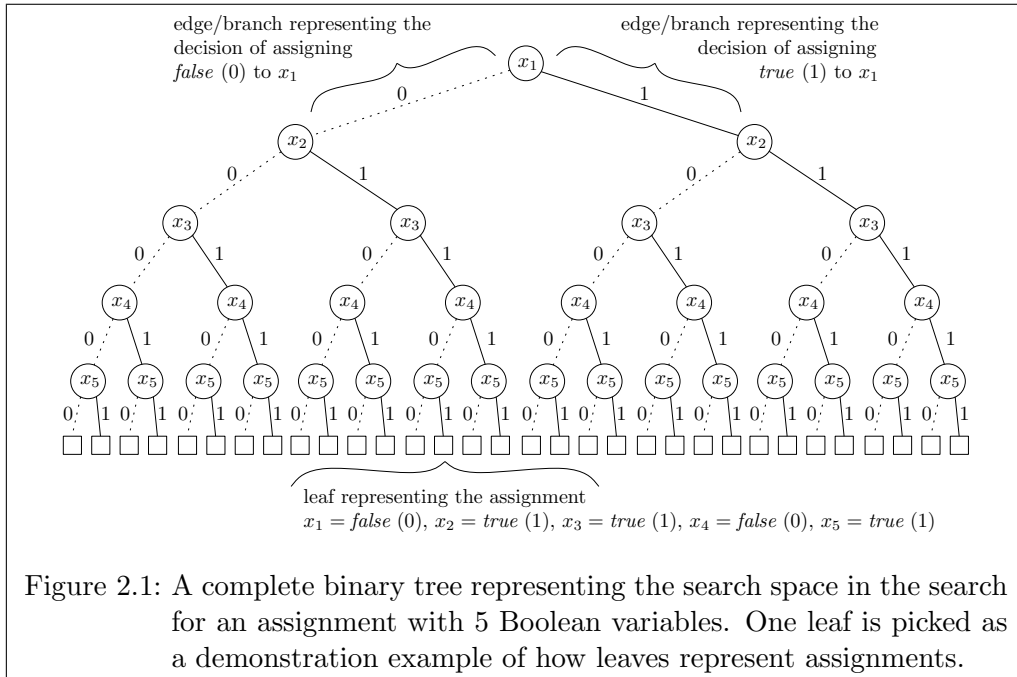 edge/branch representing the
decision of assigning
false (0) to x₁
edge/branch representing the
decision of assigning
true (1) to x₁
x₁
0 1
x₂ x₂
0 1 0 1
x₃ x₃ x₃ x₃
0 1 0 1 0 1 0 1
x₄ x₄ x₄ x₄ x₄ x₄ x₄ x₄
0 1 0 1 0 1 0 1 0 1 0 1 0 1 0 1
x₅ x₅ x₅ x₅ x₅ x₅ x₅ x₅ x₅ x₅ x₅ x₅ x₅ x₅ x₅ x₅
0 1 0 1 0 1 0 1 0 1 0 1 0 1 0 1 0 1 0 1 0 1 0 1 0 1 0 1 0 1 0 1
leaf representing the assignment
x₁ = false (0), x₂ = true (1), x₃ = true (1), x₄ = false (0), x₅ = true (1)
Figure 2.1: A complete binary tree representing the search space in the search
for an assignment with 5 Boolean variables. One leaf is picked as
a demonstration example of how leaves represent assignments.